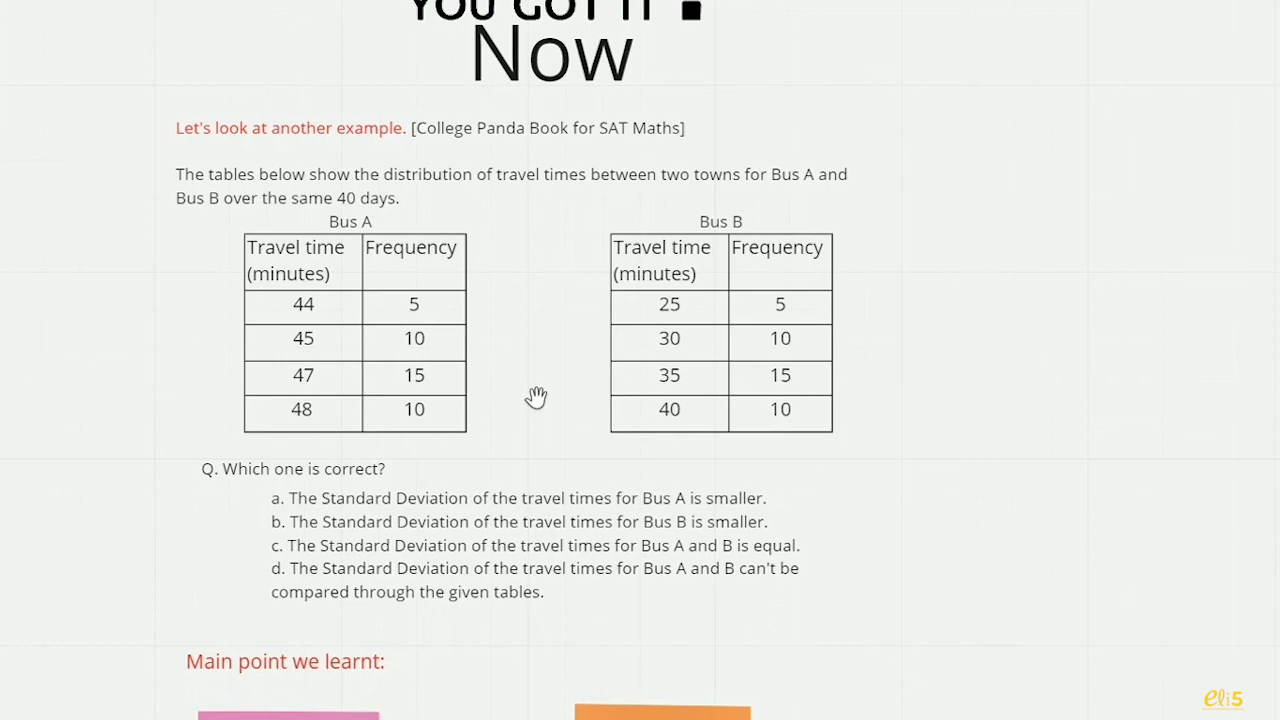 YOU GOT IT
Now
Let's look at another example. [College Panda Book for SAT Maths]
The tables below show the distribution of travel times between two towns for Bus A and
Bus B over the same 40 days.
Bus A
Travel time Frequency
(minutes)
44 5
45 10
47 15
48 10
Bus B
Travel time Frequency
(minutes)
25 5
30 10
35 15
40 10
Q. Which one is correct?
a. The Standard Deviation of the travel times for Bus A is smaller.
b. The Standard Deviation of the travel times for Bus B is smaller.
c. The Standard Deviation of the travel times for Bus A and B is equal.
d. The Standard Deviation of the travel times for Bus A and B can't be
compared through the given tables.
Main point we learnt:
eli5